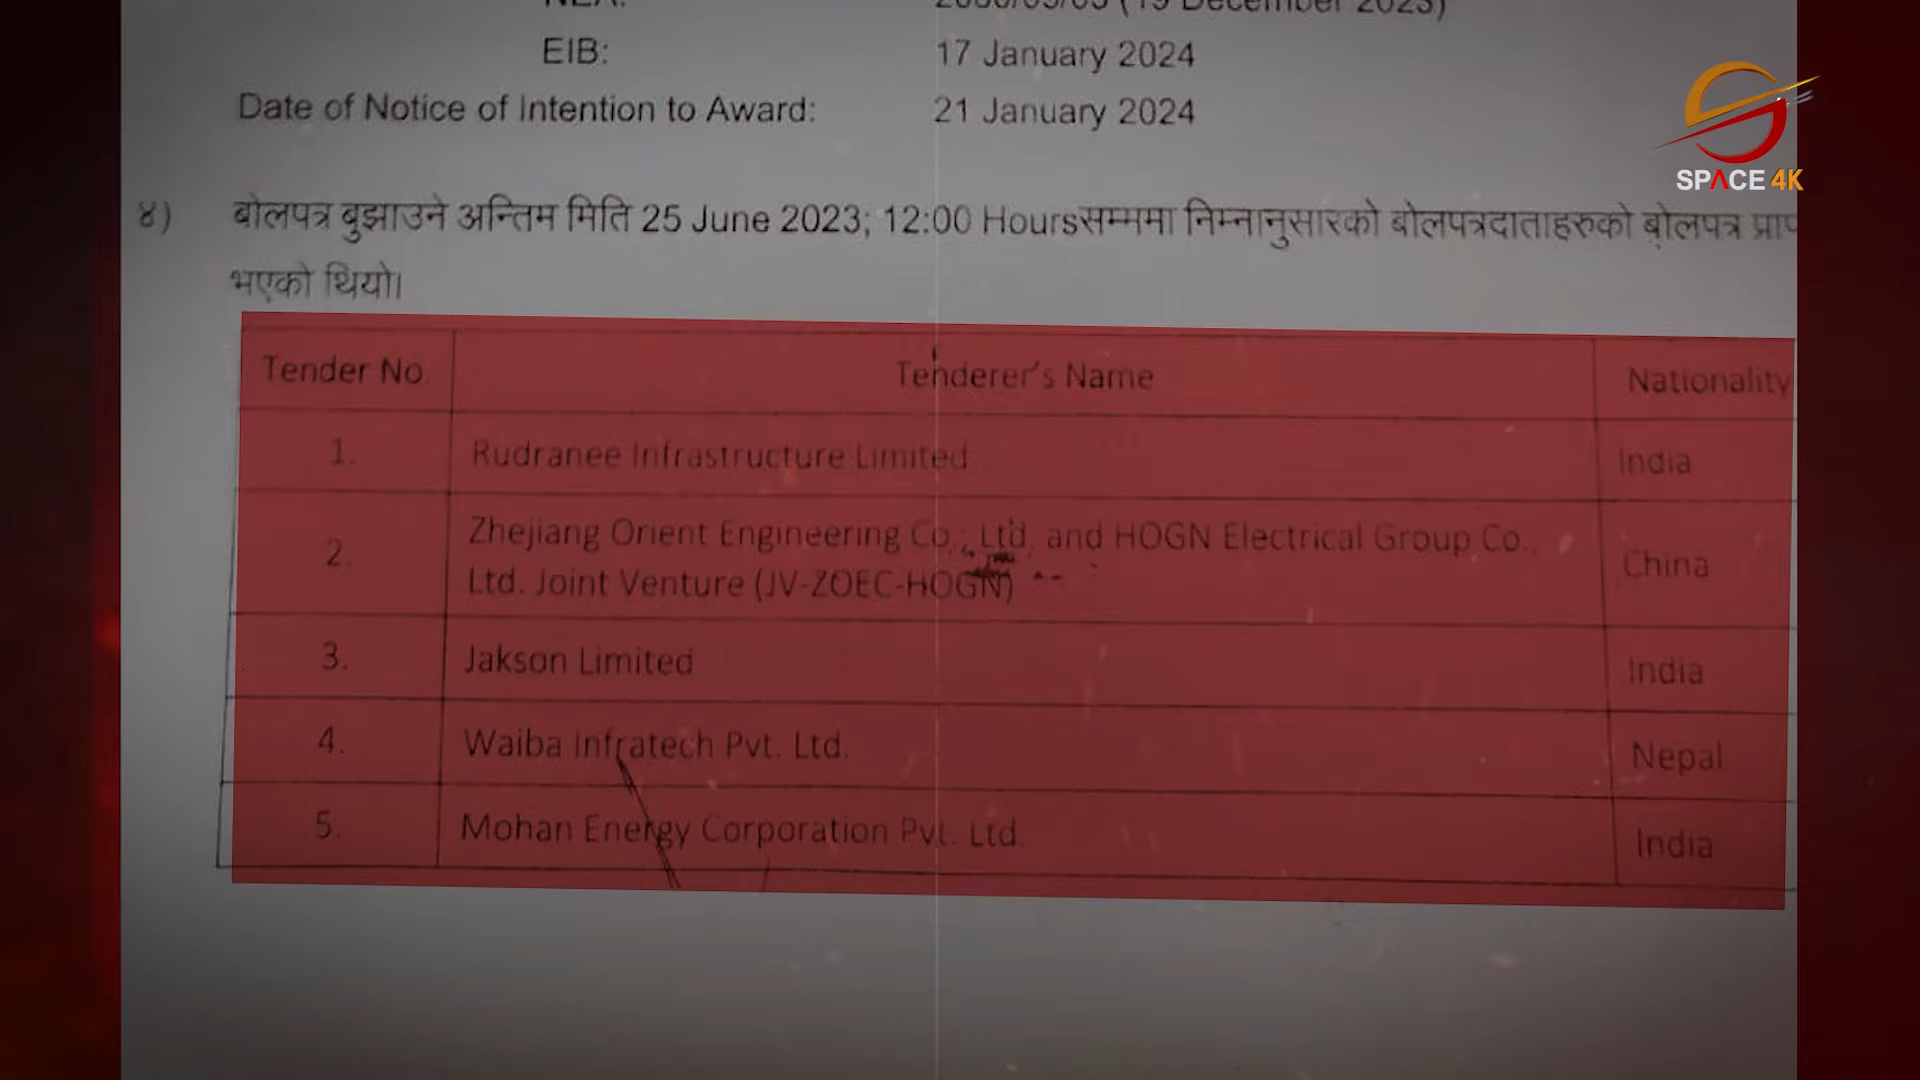 EIB: 17 January 2024
Date of Notice of Intention to Award: 21 January 2024
SPACE 4K
४) बोलपत्र बुझाउने अन्तिम मिति 25 June 2023; 12:00 Hoursसम्ममा निम्नानुसारको बोलपत्रदाताहरुको बोलपत्र
भएको थियो।
Tender No. Tenderer's Name Nationality
1. Rudranee Infrastructure Limited India
2. Zhejiang Orient Engineering Co., Ltd. and HOGN Electrical Group Co., Ltd. Joint Venture (JV-ZOEC-HOGN) China
3. Jakson Limited India
4. Waiba Infratech Pvt. Ltd. Nepal
5. Mohan Energy Corporation Pvt. Ltd. India